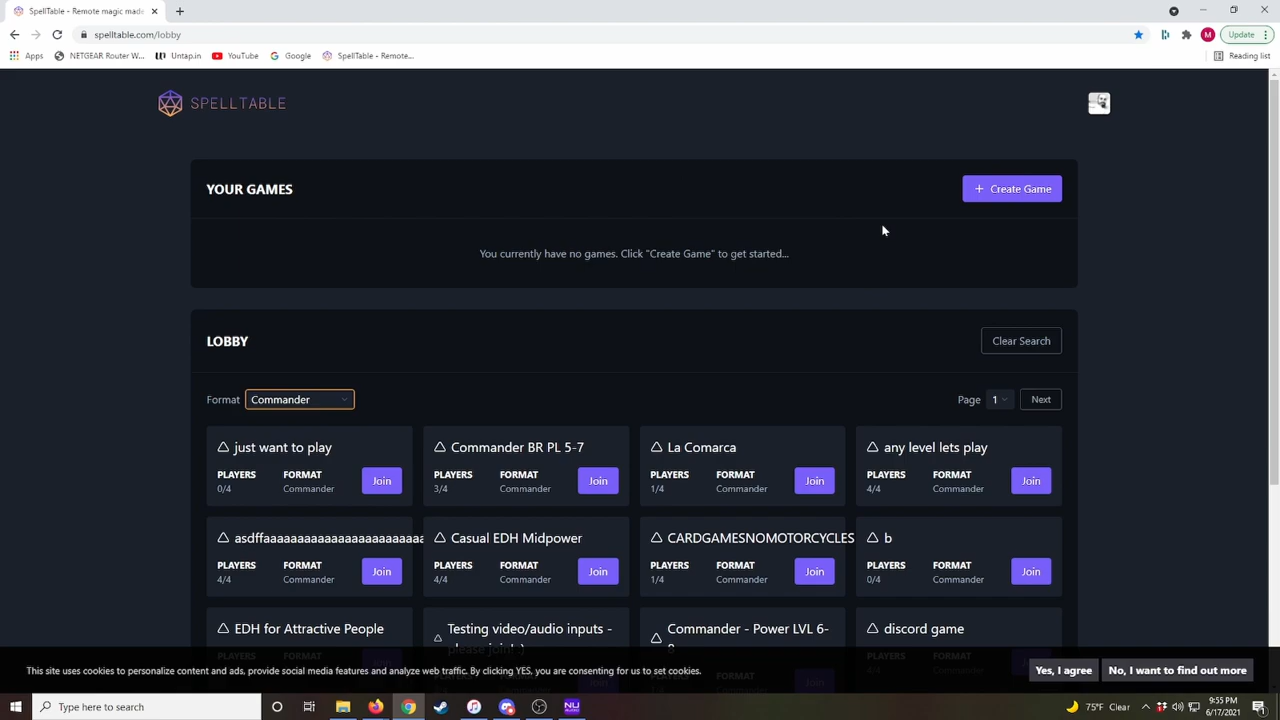 SpellTable - Remote magic made
spelltable.com/lobby
M
Update
Apps
NETGEAR Router W...
Untap.in
YouTube
Google
SpellTable - Remote...
Reading list
SPELLTABLE
YOUR GAMES
+ Create Game
You currently have no games. Click "Create Game" to get started...
LOBBY
Clear Search
Format Commander
Page 1 Next
just want to play
PLAYERS FORMAT
0/4 Commander
Join
Commander BR PL 5-7
PLAYERS FORMAT
3/4 Commander
Join
La Comarca
PLAYERS FORMAT
1/4 Commander
Join
any level lets play
PLAYERS FORMAT
4/4 Commander
Join
asdffaaaaaaaaaaaaaaaaaaaaaaa
PLAYERS FORMAT
4/4 Commander
Join
Casual EDH Midpower
PLAYERS FORMAT
4/4 Commander
Join
CARDGAMESNOMOTORCYCLES
PLAYERS FORMAT
1/4 Commander
Join
b
PLAYERS FORMAT
0/4 Commander
Join
EDH for Attractive People
Testing video/audio inputs -
Commander - Power LVL 6-
discord game
This site uses cookies to personalize content and ads, provide social media features and analyze web traffic. By clicking YES, you are consenting for us to set cookies.
Yes, I agree
No, I want to find out more
Type here to search
NU
75°F Clear
9:55 PM
6/17/2021